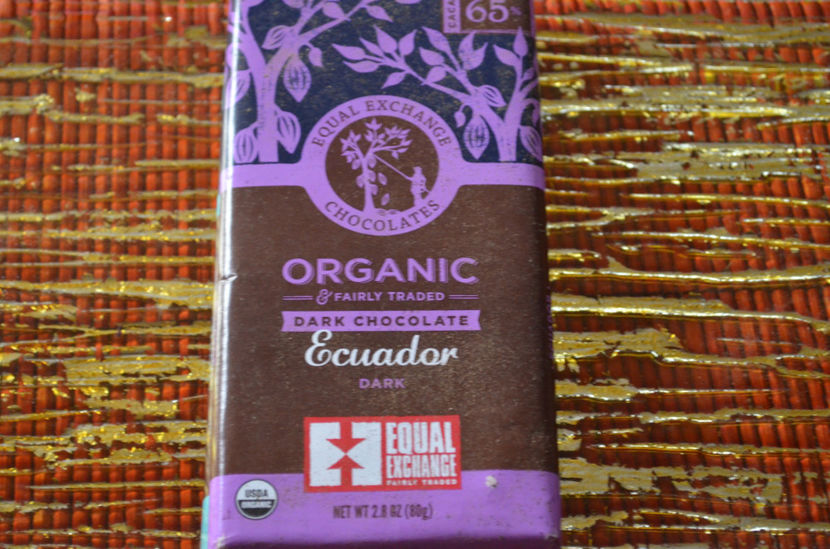 CACAO
65%
EQUAL EXCHANGE
CHOCOLATES
ORGANIC
& FAIRLY TRADED
DARK CHOCOLATE
Ecuador
DARK
EQUAL
EXCHANGE
FAIRLY TRADED
USDA
ORGANIC
NET WT 2.8 OZ (80g)